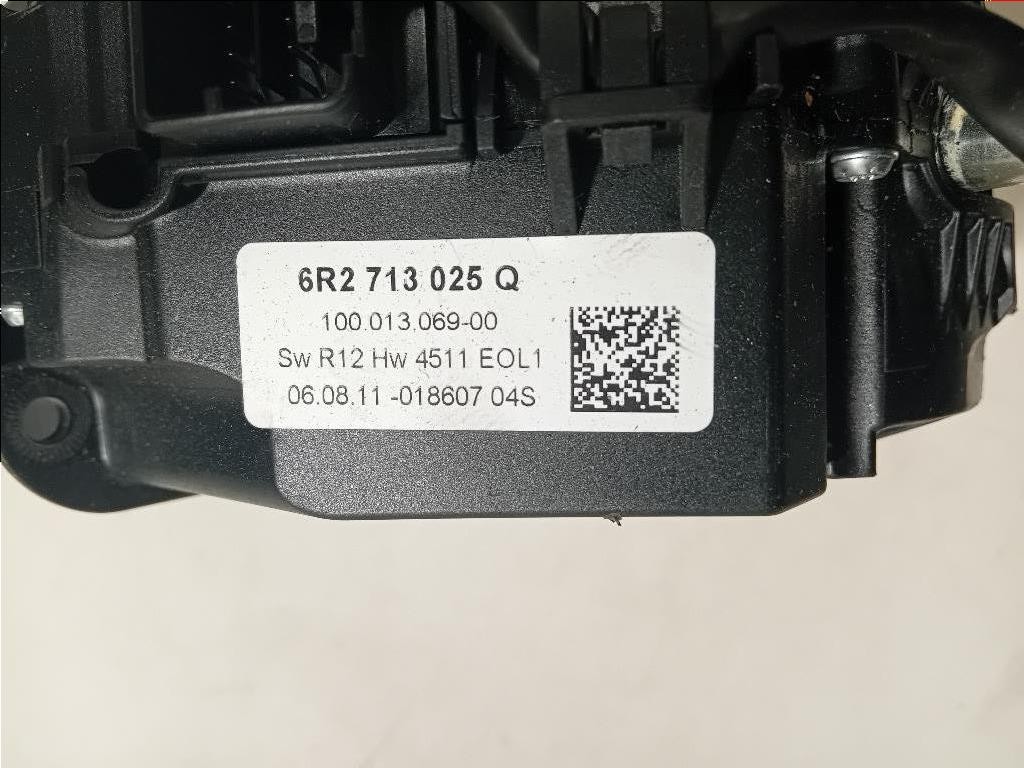 6R2 713 025 Q
100.013.069-00
Sw R12 Hw 4511 EOL1
06.08.11 -018607 04S